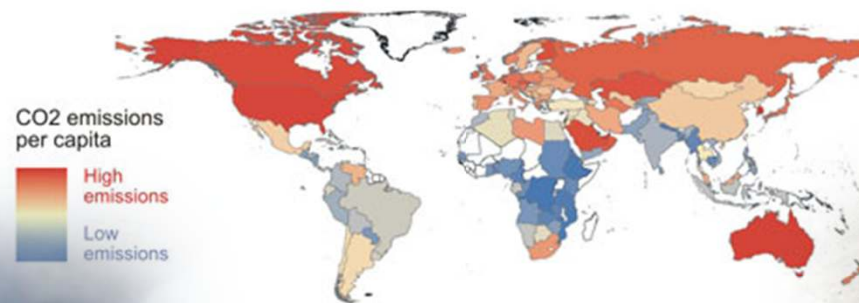 CO2 emissions
per capita
High
emissions
Low
emissions